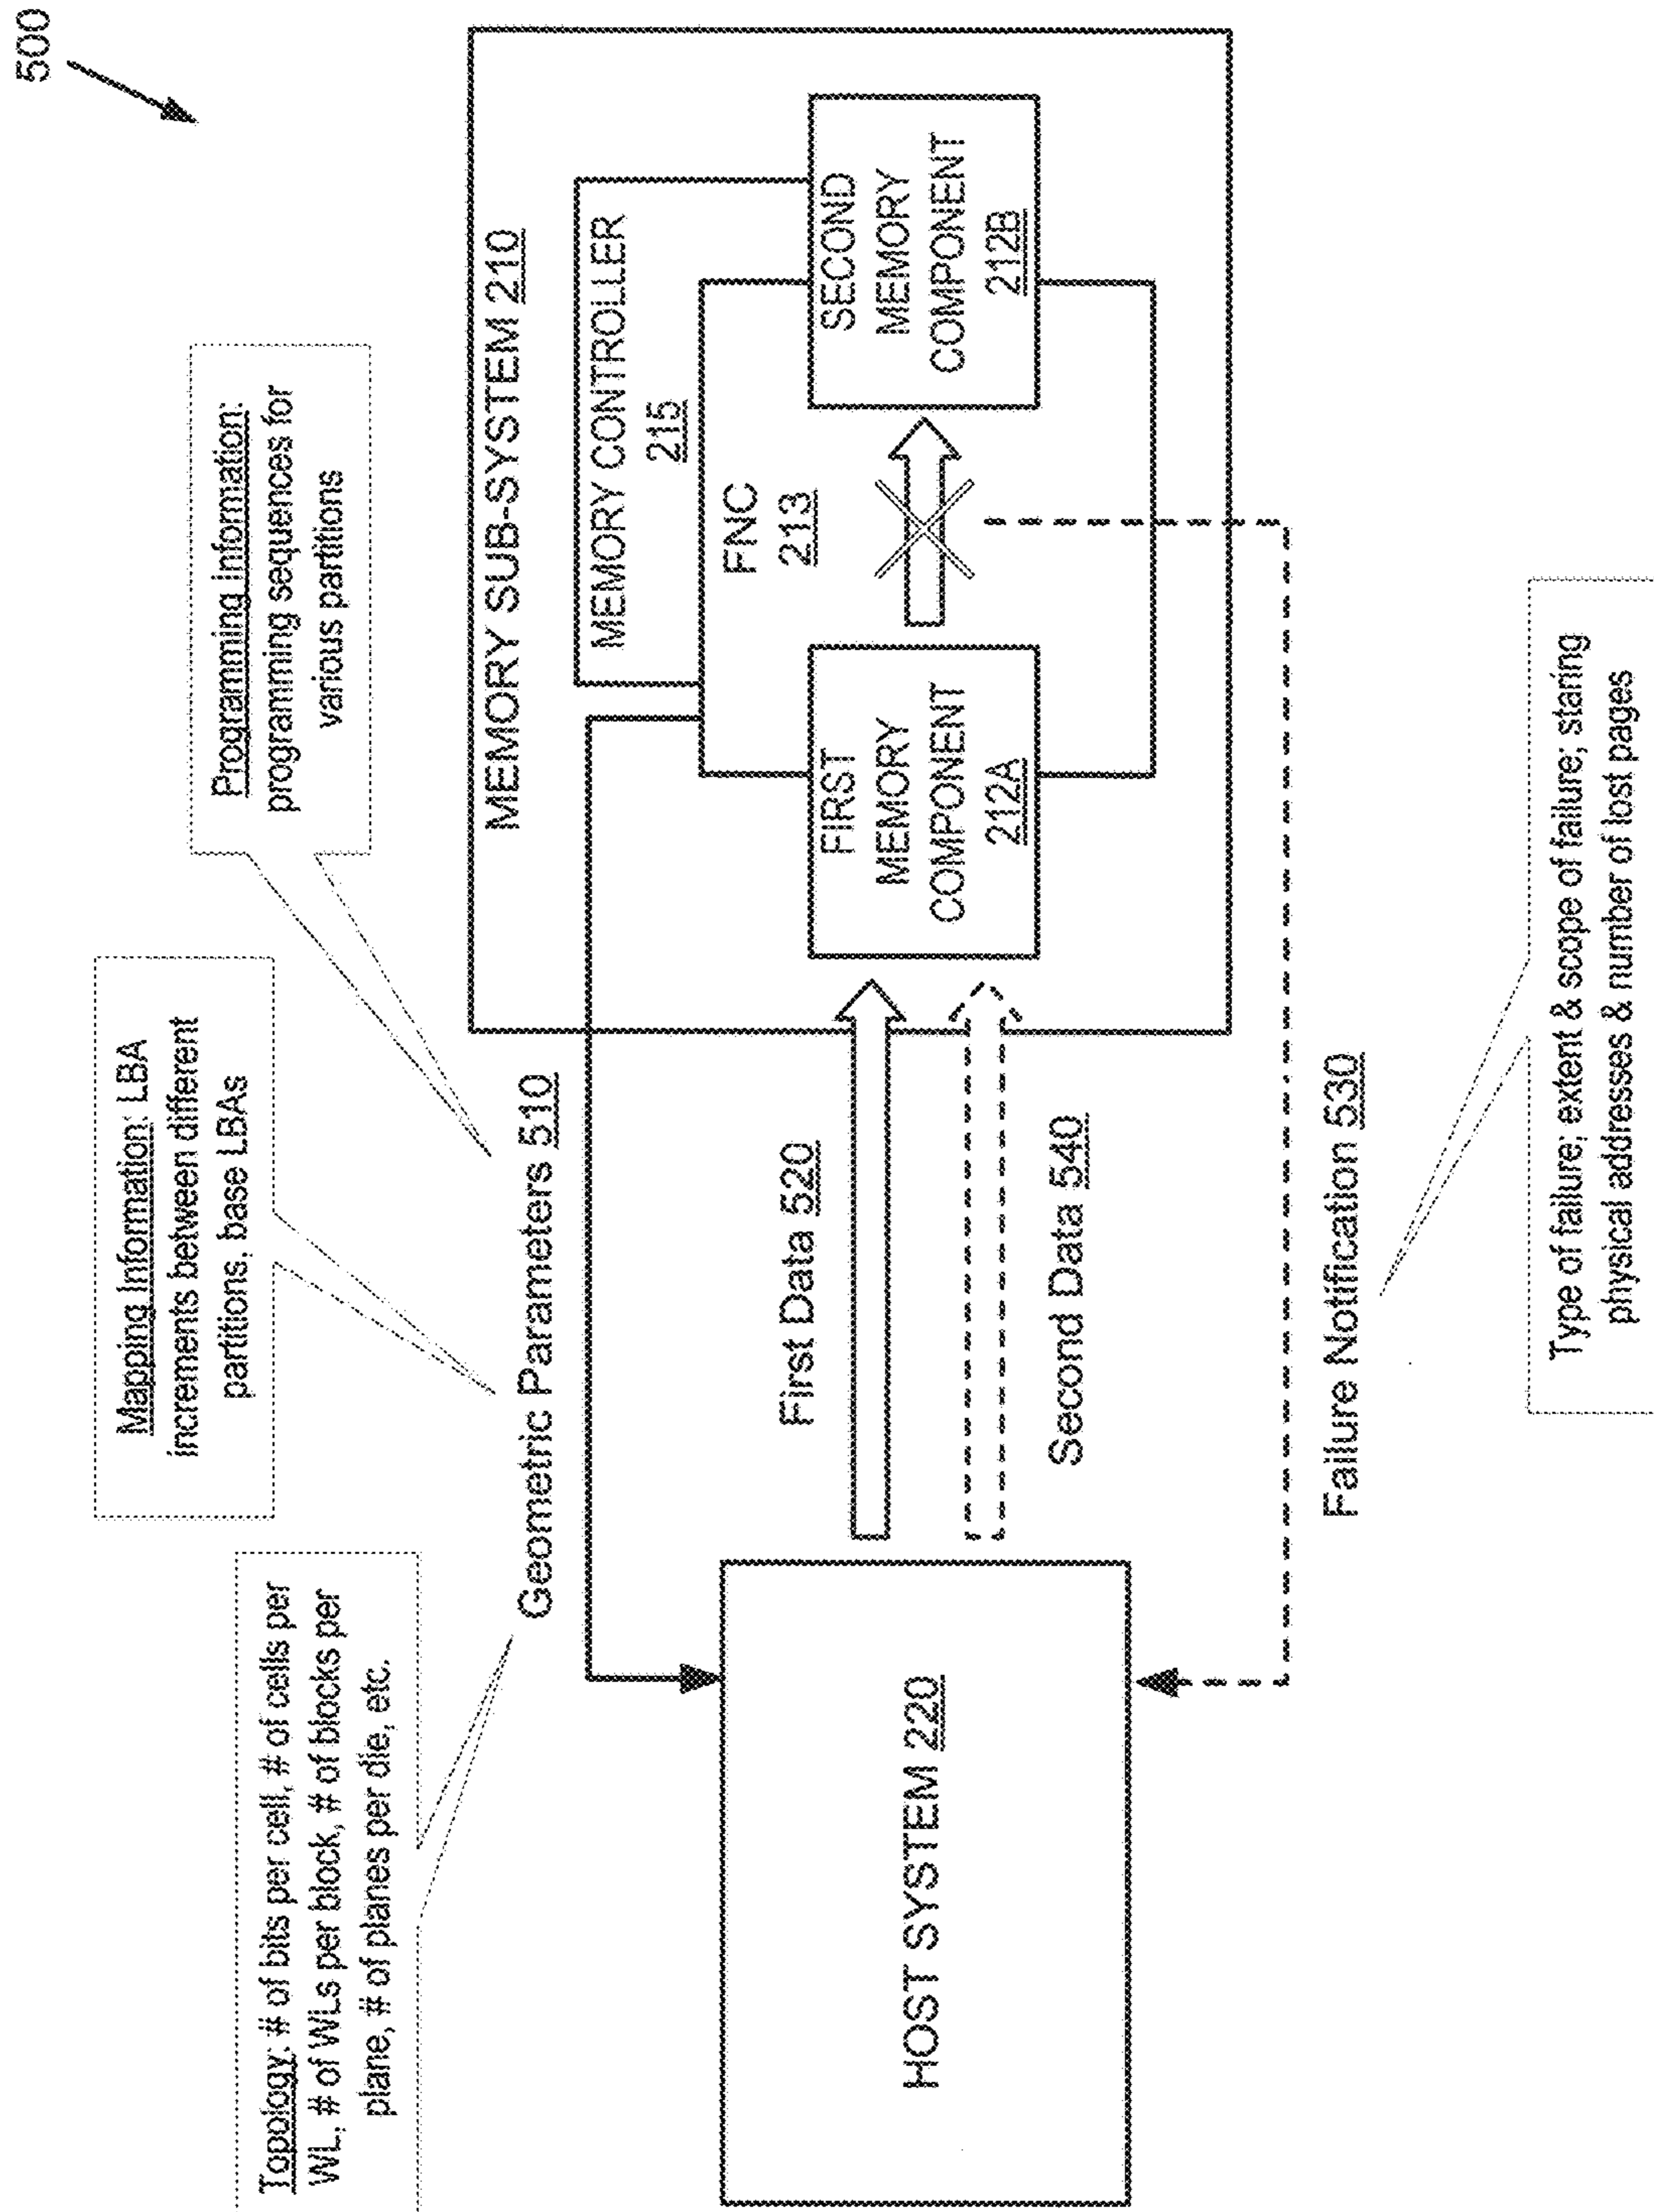 500
Topology: # of bits per cell, # of cells per
WL, # of WLs per block, # of blocks per
plane, # of planes per die, etc.
Mapping Information: LBA
increments between different
partitions, base LBAs
Programming Information:
programming sequences for
various partitions
Geometric Parameters 510
MEMORY SUB-SYSTEM 210
MEMORY CONTROLLER
215
FNC
213
HOST SYSTEM 220
First Data 520
Second Data 540
FIRST
MEMORY
COMPONENT
212A
SECOND
MEMORY
COMPONENT
212B
Failure Notification 530
Type of failure; extent & scope of failure; staring
physical addresses & number of lost pages